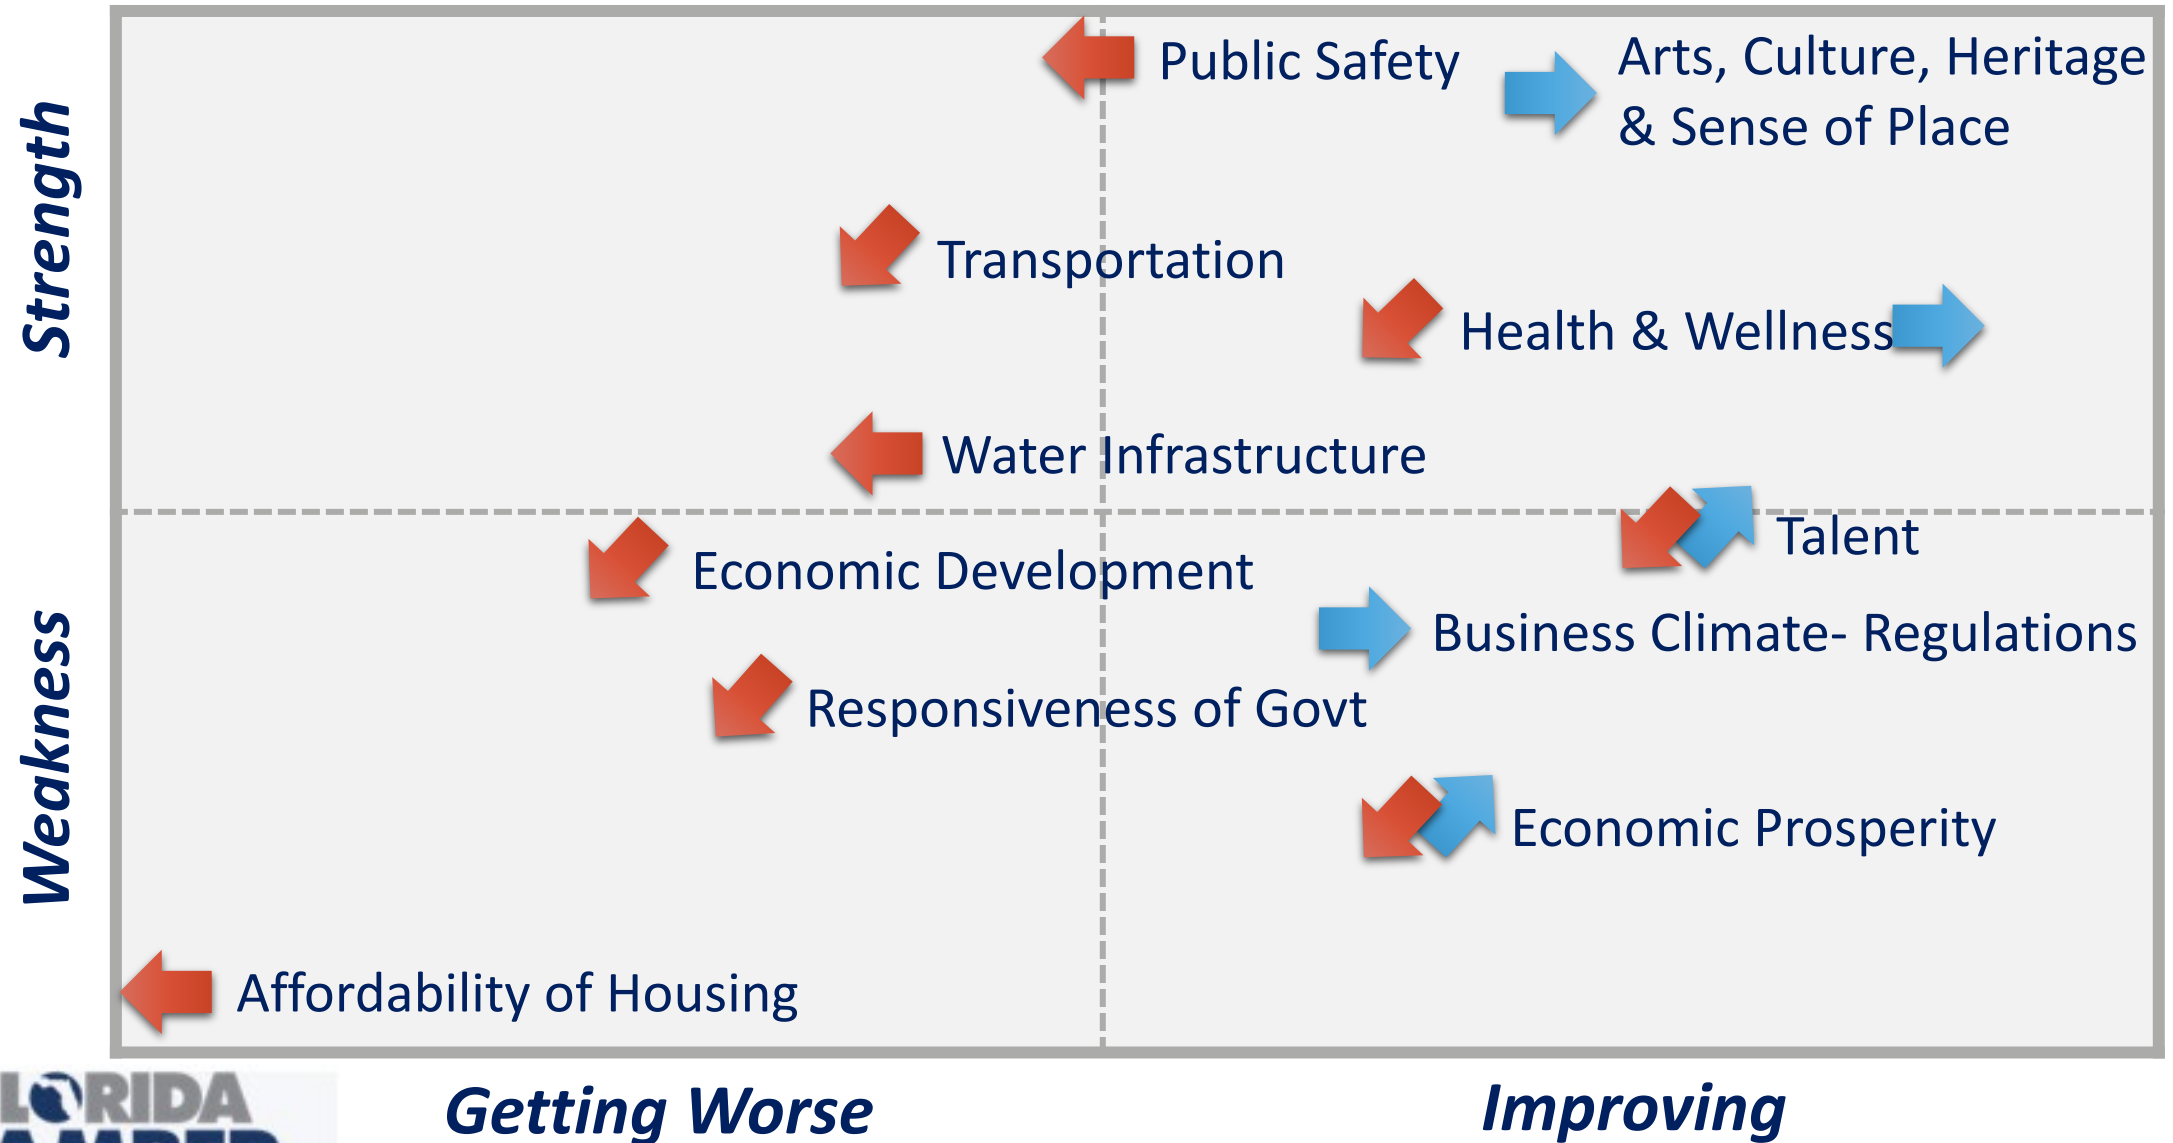 Strength
Weakness
Public Safety
Arts, Culture, Heritage
& Sense of Place
Transportation
Health & Wellness
Water Infrastructure
Talent
Economic Development
Business Climate- Regulations
Responsiveness of Govt
Economic Prosperity
Affordability of Housing
Getting Worse
Improving
LORIDA